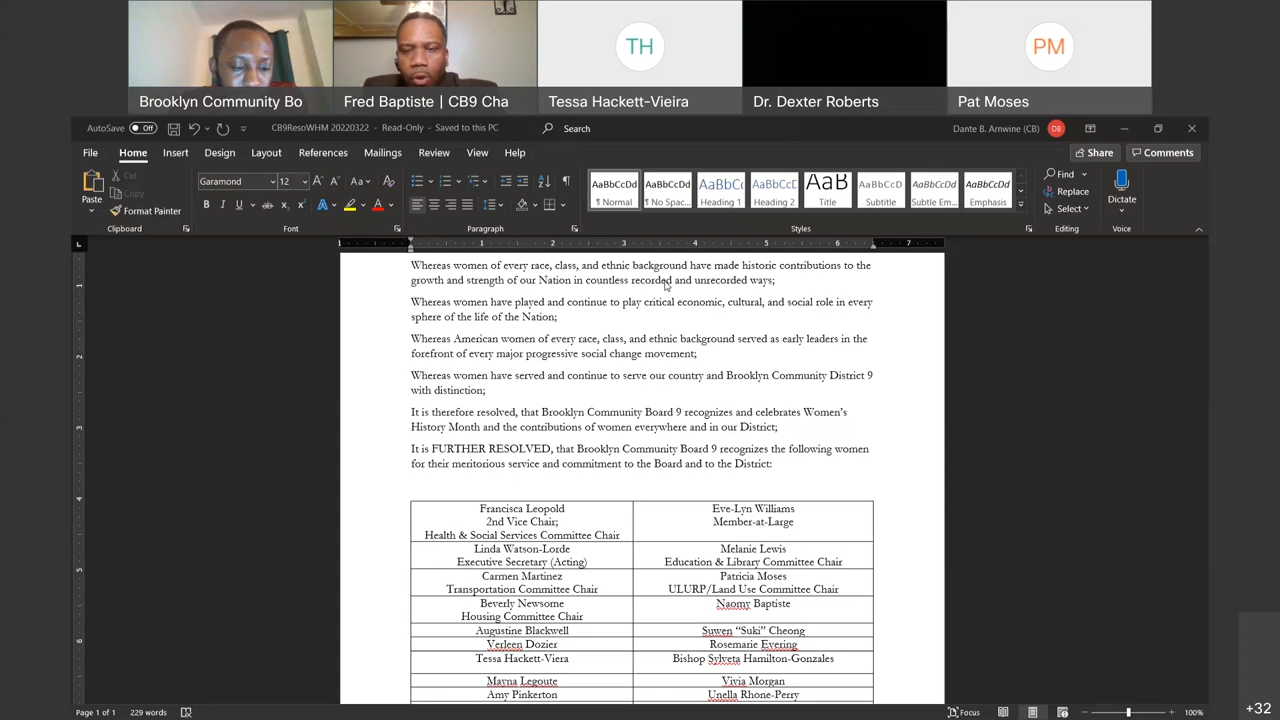 TH
PM
Brooklyn Community Bo
Fred Baptiste | CB9 Cha
Tessa Hackett-Vieira
Dr. Dexter Roberts
Pat Moses
AutoSave Off
CB9ResoWHM 20220322 - Read-Only - Saved to this PC
Search
Dante B. Arnwine (CB) DB
File Home Insert Design Layout References Mailings Review View Help
Share Comments
Paste
Cut
Copy
Format Painter
Clipboard
Garamond 12
Font
Paragraph
AaBbCcDd AaBbCcDd AaBbCc AaBbCcD AaB AaBbCcD AaBbCcDd AaBbCcDd
¶ Normal ¶ No Spac... Heading 1 Heading 2 Title Subtitle Subtle Em... Emphasis
Styles
Find
Replace
Select
Editing
Dictate
Voice
1 1 2 3 4 5 6 7
Whereas women of every race, class, and ethnic background have made historic contributions to the
growth and strength of our Nation in countless recorded and unrecorded ways;
Whereas women have played and continue to play critical economic, cultural, and social role in every
sphere of the life of the Nation;
Whereas American women of every race, class, and ethnic background served as early leaders in the
forefront of every major progressive social change movement;
Whereas women have served and continue to serve our country and Brooklyn Community District 9
with distinction;
It is therefore resolved, that Brooklyn Community Board 9 recognizes and celebrates Women's
History Month and the contributions of women everywhere and in our District;
It is FURTHER RESOLVED, that Brooklyn Community Board 9 recognizes the following women
for their meritorious service and commitment to the Board and to the District:
Francisca Leopold
2nd Vice Chair;
Health & Social Services Committee Chair
Eve-Lyn Williams
Member-at-Large
Linda Watson-Lorde
Executive Secretary (Acting)
Melanie Lewis
Education & Library Committee Chair
Carmen Martinez
Transportation Committee Chair
Patricia Moses
ULURP/Land Use Committee Chair
Beverly Newsome
Housing Committee Chair
Naomy Baptiste
Augustine Blackwell
Suwen “Suki” Cheong
Verleen Dozier
Rosemarie Evering
Tessa Hackett-Viera
Bishop Sylveta Hamilton-Gonzales
Mayna Legoute
Vivia Morgan
Amy Pinkerton
Unella Rhone-Perry
Page 1 of 1 229 words
Focus
100%
+32